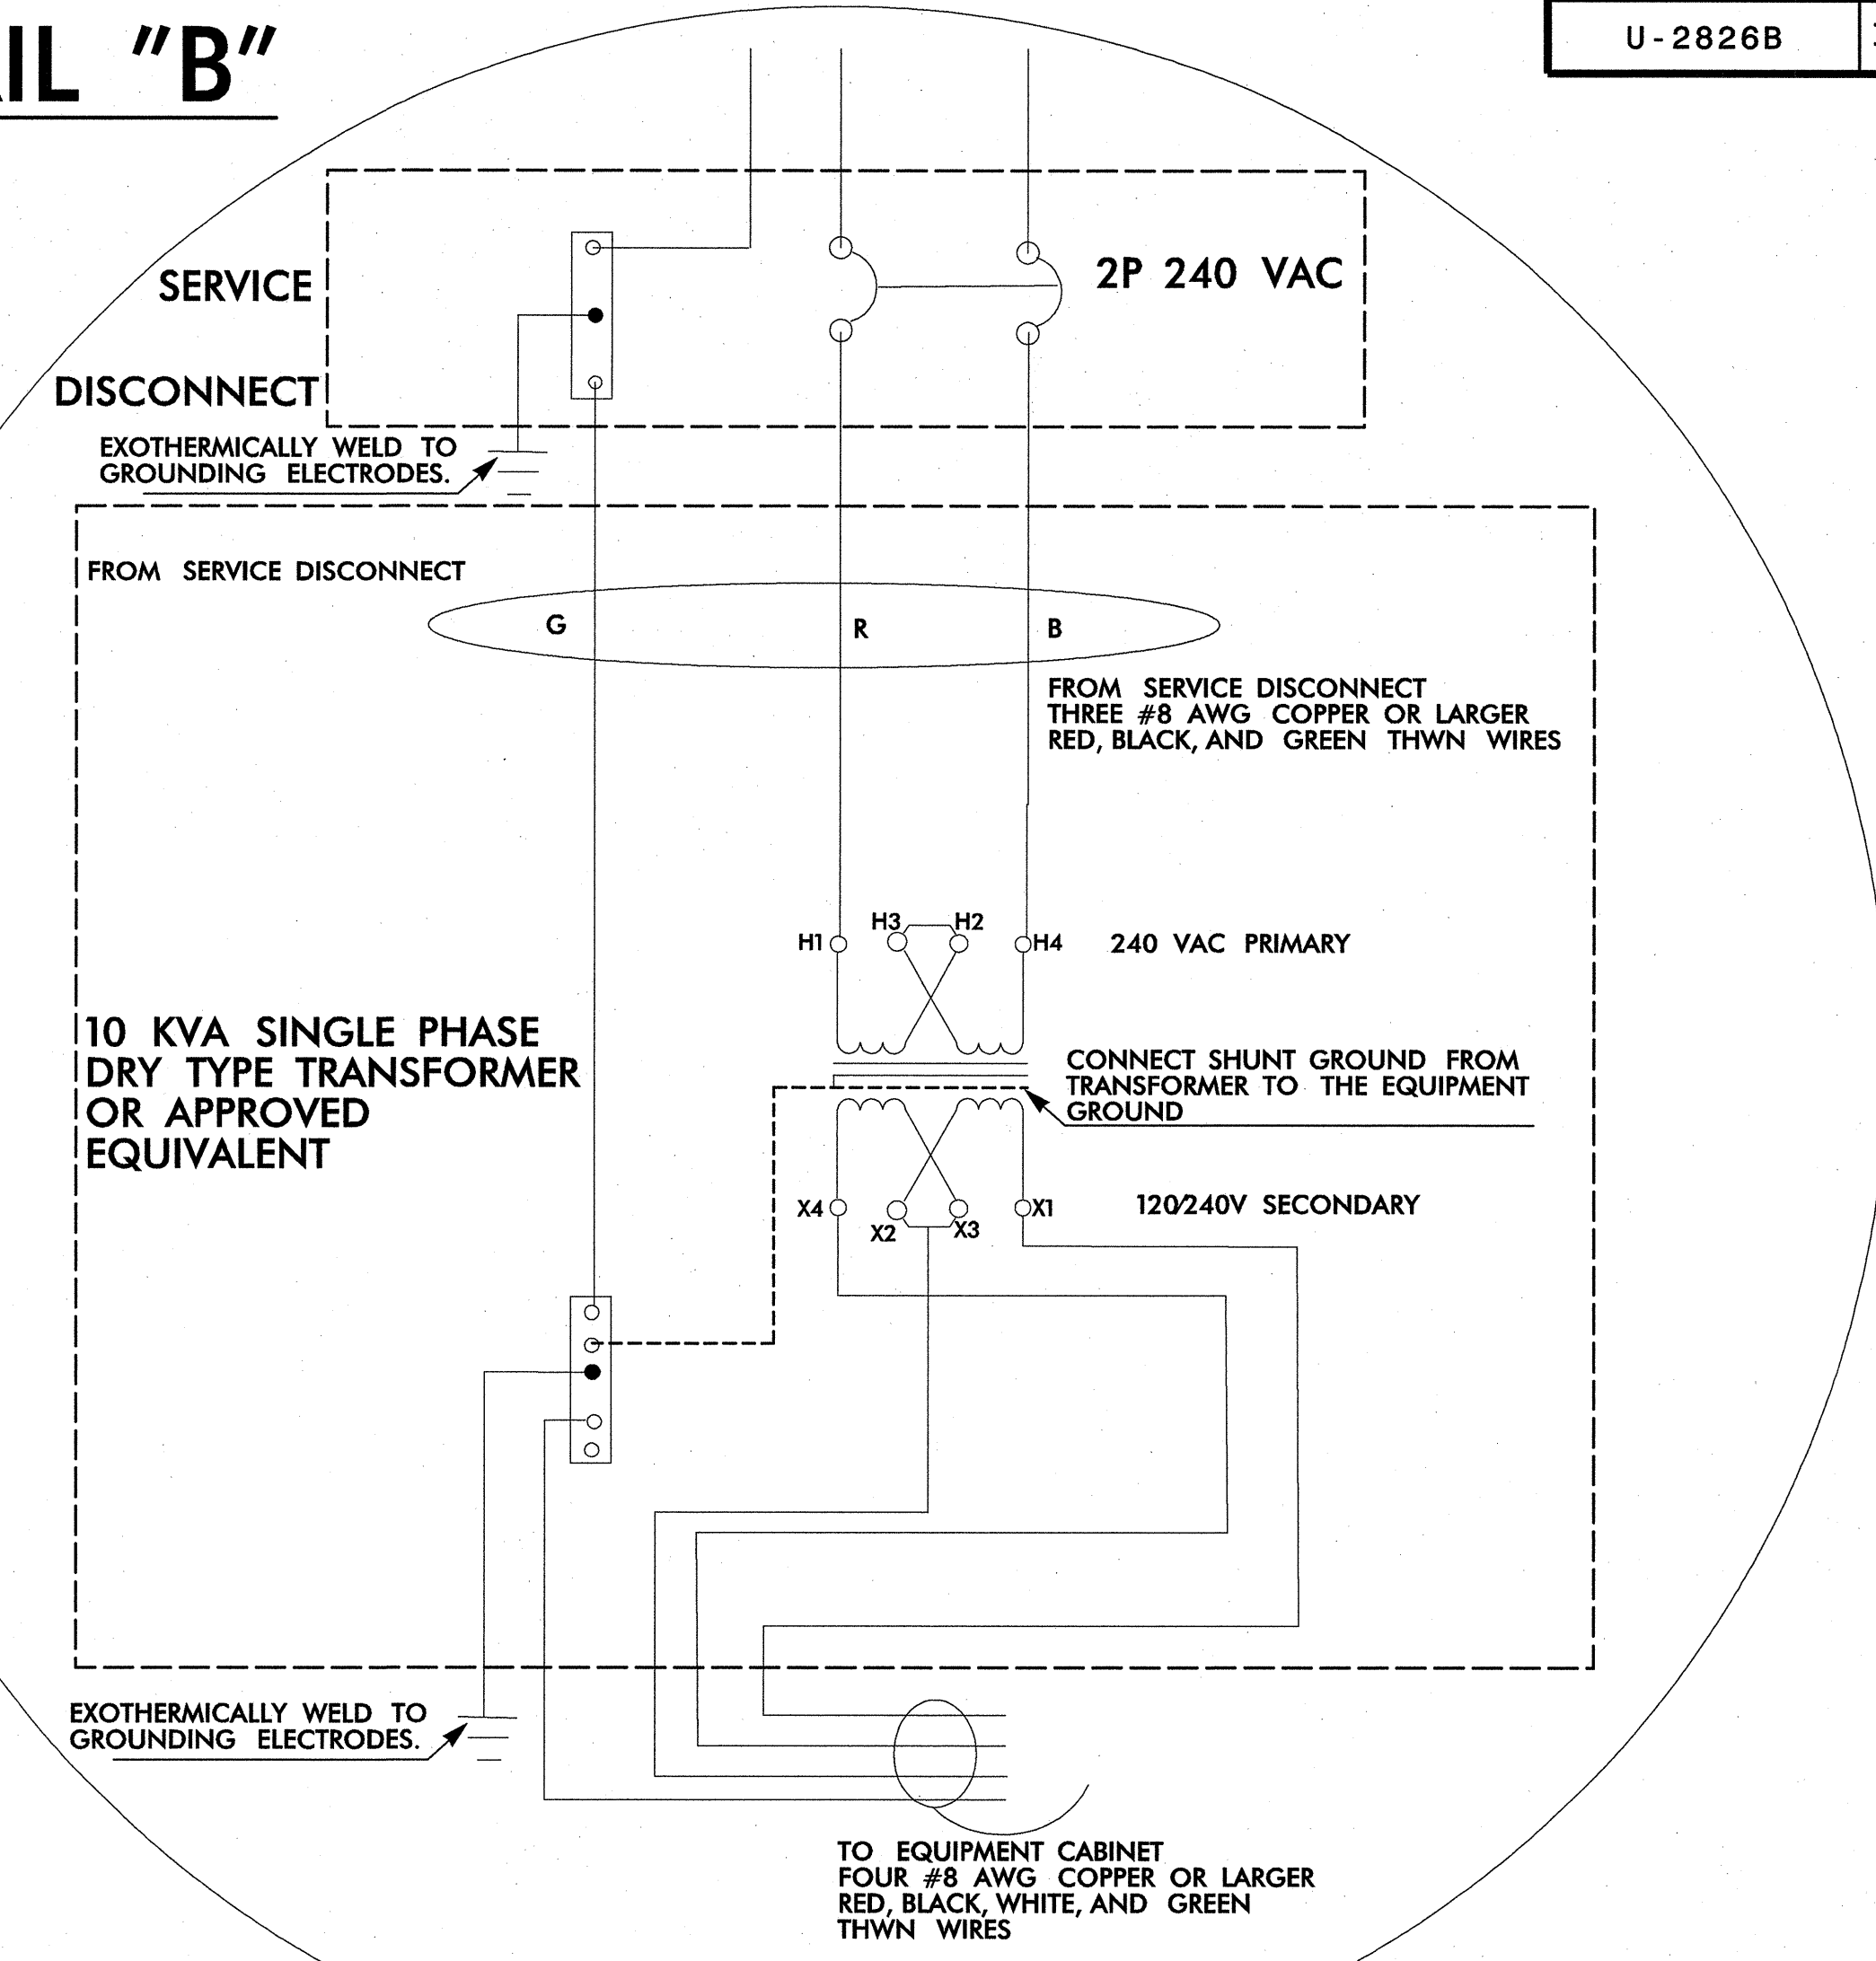 IL "B"
U-2826B
SERVICE
DISCONNECT
2P 240 VAC
EXOTHERMICALLY WELD TO
GROUNDING ELECTRODES.
FROM SERVICE DISCONNECT
G
R
B
FROM SERVICE DISCONNECT
THREE #8 AWG COPPER OR LARGER
RED, BLACK, AND GREEN THWN WIRES
H1
H3
H2
H4
240 VAC PRIMARY
10 KVA SINGLE PHASE
DRY TYPE TRANSFORMER
OR APPROVED
EQUIVALENT
CONNECT SHUNT GROUND FROM
TRANSFORMER TO THE EQUIPMENT
GROUND
X4
X2
X3
X1
120/240V SECONDARY
EXOTHERMICALLY WELD TO
GROUNDING ELECTRODES.
TO EQUIPMENT CABINET
FOUR #8 AWG COPPER OR LARGER
RED, BLACK, WHITE, AND GREEN
THWN WIRES